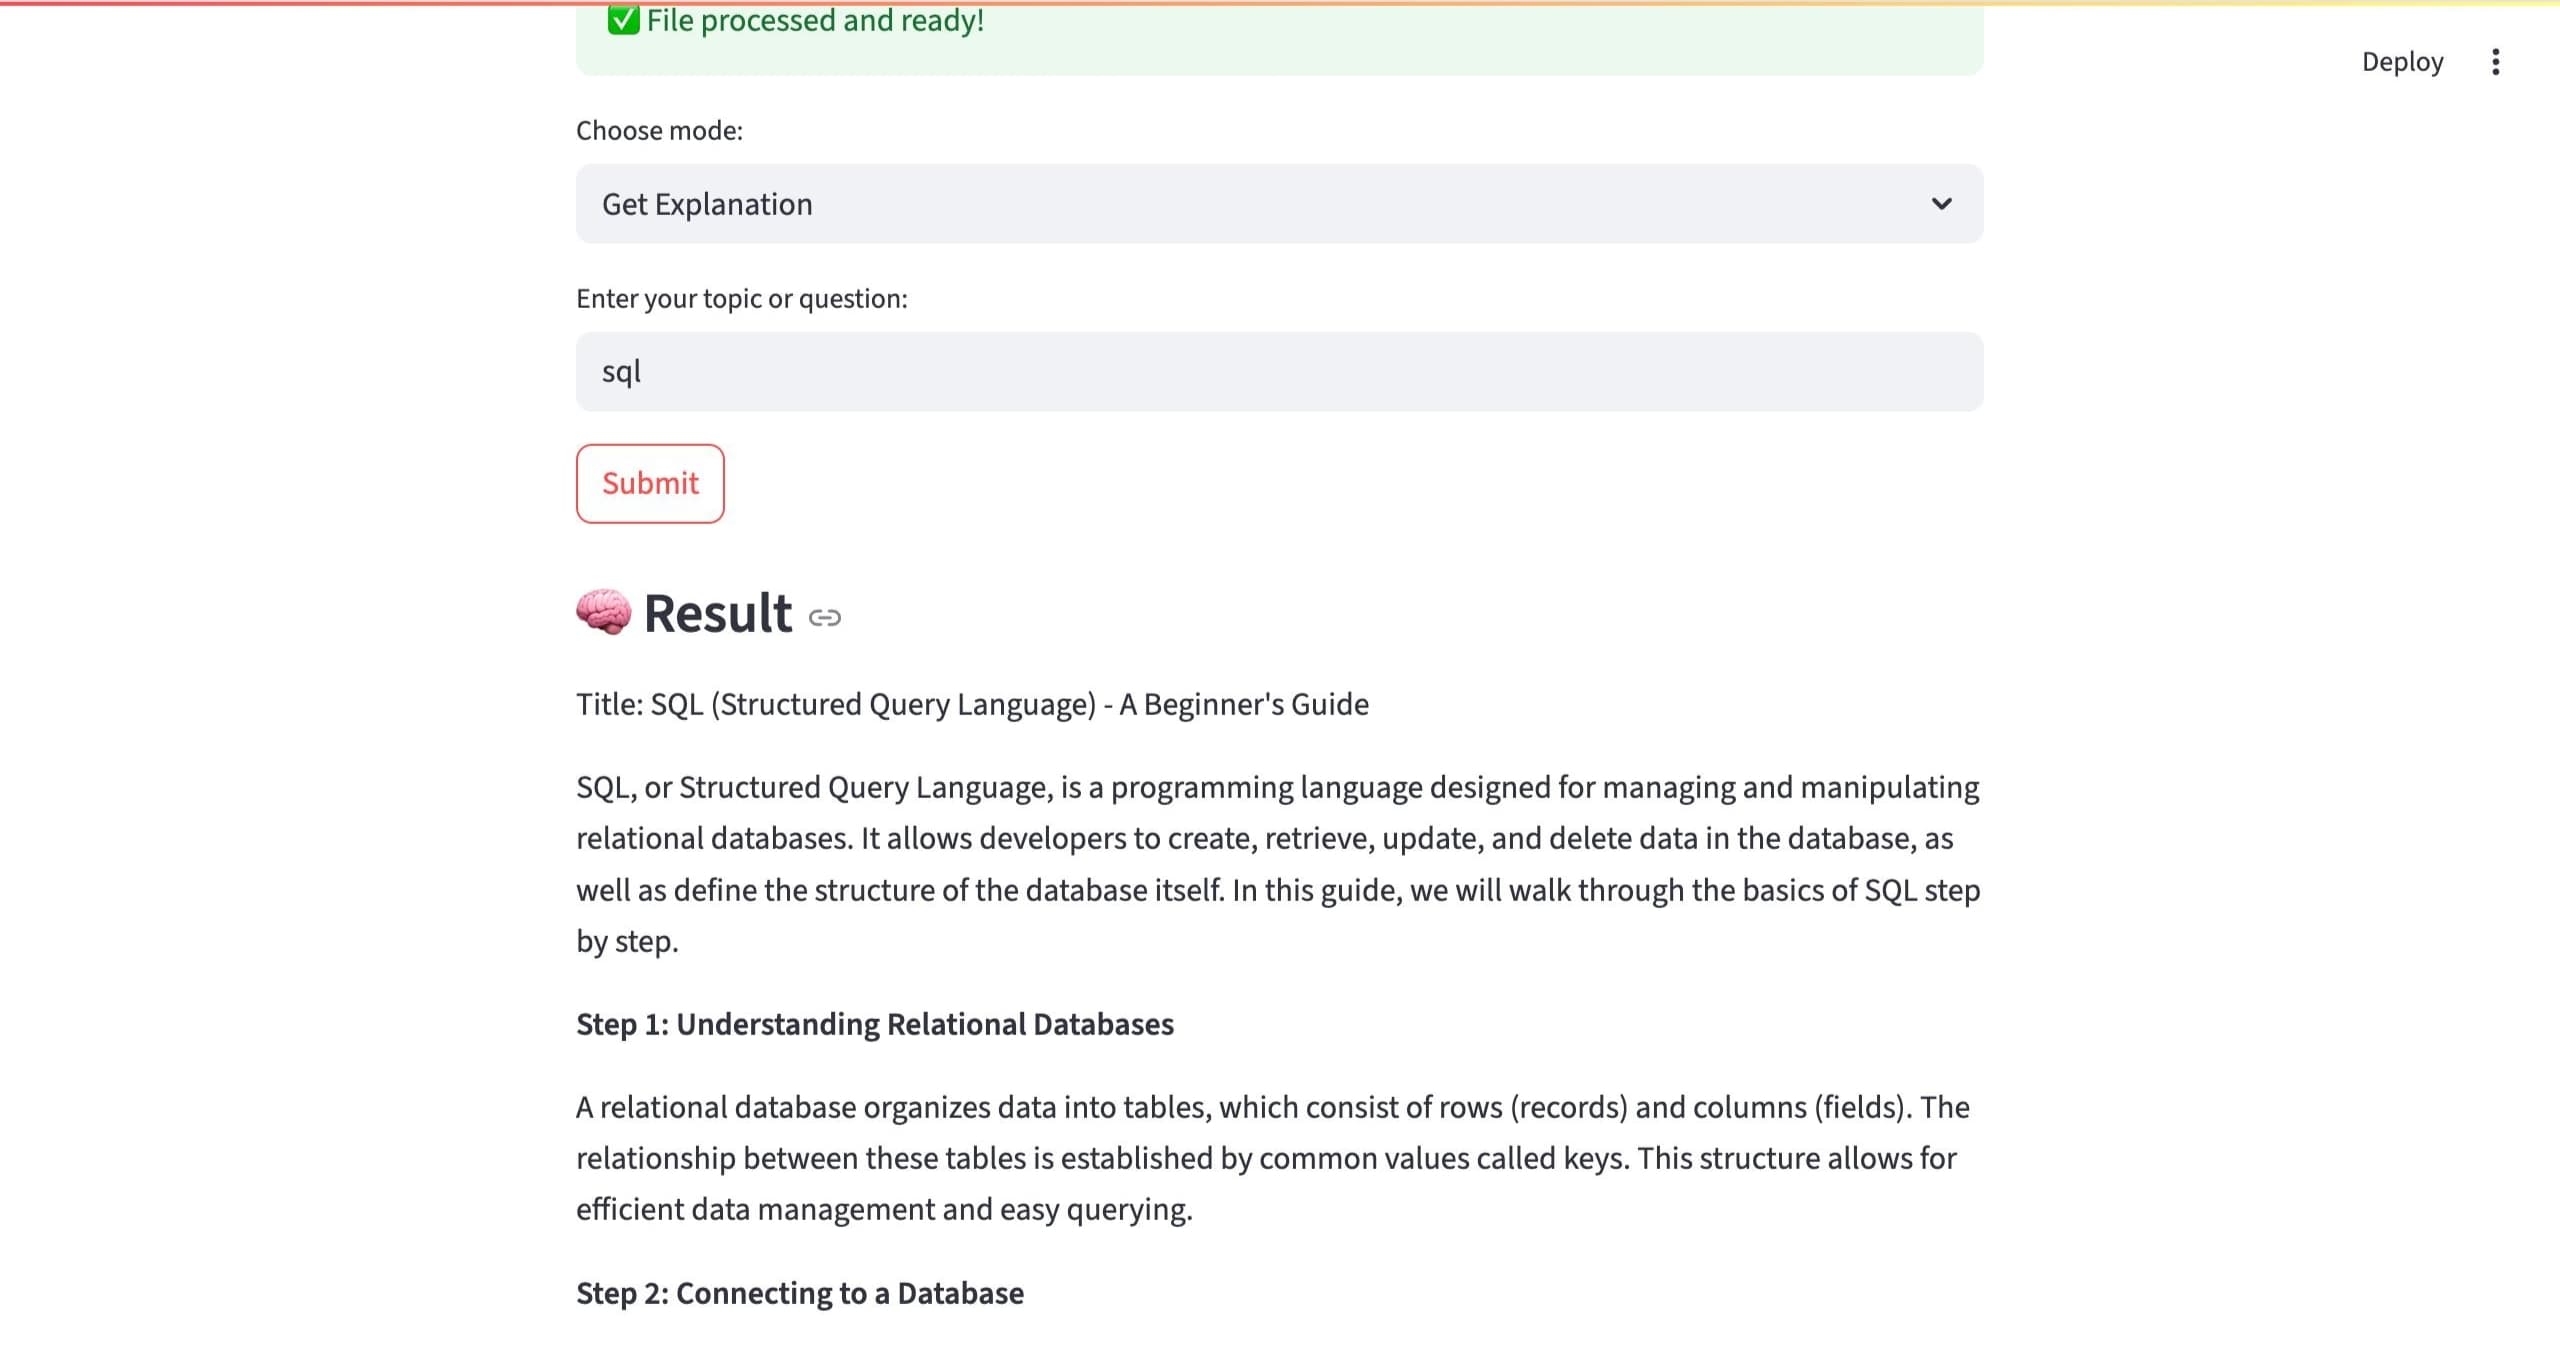 ✅ File processed and ready!
Deploy
Choose mode:
Get Explanation
Enter your topic or question:
sql
Submit
🧠 Result
Title: SQL (Structured Query Language) - A Beginner's Guide
SQL, or Structured Query Language, is a programming language designed for managing and manipulating
relational databases. It allows developers to create, retrieve, update, and delete data in the database, as
well as define the structure of the database itself. In this guide, we will walk through the basics of SQL step
by step.
Step 1: Understanding Relational Databases
A relational database organizes data into tables, which consist of rows (records) and columns (fields). The
relationship between these tables is established by common values called keys. This structure allows for
efficient data management and easy querying.
Step 2: Connecting to a Database